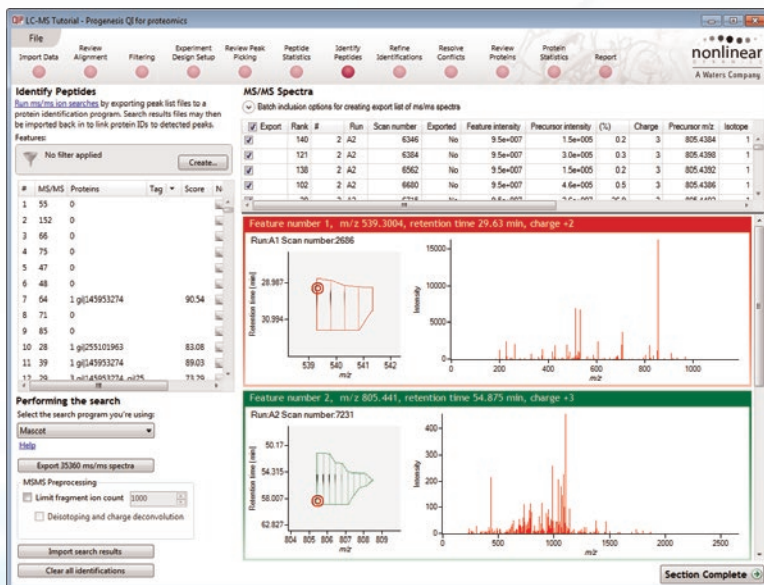 LC-MS Tutorial - Progenesis QI for proteomics
File
Import Data
Review Alignment
Filtering
Experiment Design Setup
Review Peak Picking
Peptide Statistics
Identify Peptides
Refine Identifications
Resolve Conflicts
Review Proteins
Protein Statistics
Report
nonlinear
A Waters Company
Identify Peptides
Run ms/ms ion searches by exporting peak list files to a
protein identification program. Search results files may then
be imported back in to link protein IDs to detected peaks.
Features:
No filter applied
Create...
# MS/MS Proteins Tag Score
1 55 0
2 152 0
3 66 0
4 75 0
5 47 0
6 48 0
7 64 1 gi|145953274 90.54
8 71 0
9 85 0
10 28 1 gi|255101963 83.08
11 39 1 gi|145953274 89.03
12 29 3 gi|145953274, gi|25 73.29
Performing the search
Select the search program you're using:
Mascot
Help
Export 35360 ms/ms spectra
MSMS Preprocessing
Limit fragment ion count 1000
Deisotoping and charge deconvolution
Import search results
Clear all identifications
MS/MS Spectra
Batch inclusion options for creating export list of ms/ms spectra
Export Rank # Run Scan number Exported Feature intensity Precursor intensity (%) Charge Precursor m/z Isotope
140 2 A2 6346 No 9.5e+007 1.5e+005 0.2 3 805.4384 1
121 2 A2 6384 No 9.5e+007 3.0e+005 0.3 3 805.4398 1
138 2 A2 6562 No 9.5e+007 1.5e+005 0.2 3 805.4392 1
102 2 A2 6680 No 9.5e+007 4.6e+005 0.5 3 805.4386 1
Feature number 1, m/z 539.3004, retention time 29.63 min, charge +2
Run:A1 Scan number:2686
Retention time [min]
28.987
30.994
539 540 541 542
m/z
Intensity
15000
10000
5000
0
0 200 400 600 800 1000
m/z
Feature number 2, m/z 805.441, retention time 54.875 min, charge +3
Run:A2 Scan number:7231
Retention time [min]
50.17
54.315
58.007
62.827
804 805 806 807 808 809
m/z
Intensity
400
300
200
100
0
0 500 1000 1500 2000 2500
m/z
Section Complete